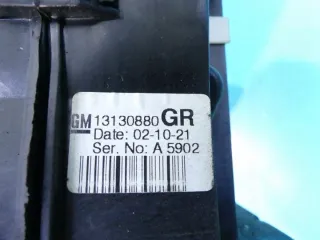 GM 13130880 GR
Date: 02-10-21
Ser. No: A 5902